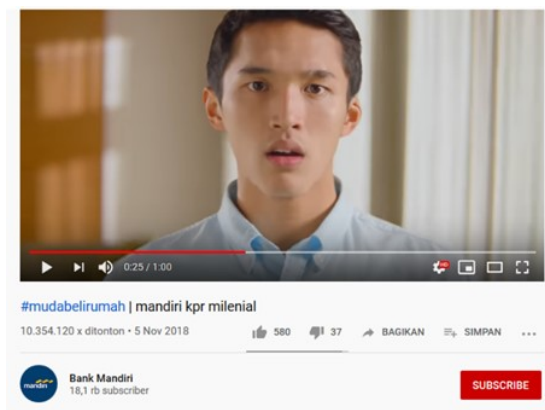 0:25 / 1:00
HD
#mudabelirumah | mandiri kpr milenial
10.354.120 x ditonton • 5 Nov 2018
580
37
BAGIKAN
SIMPAN
mandiri
Bank Mandiri
18,1 rb subscriber
SUBSCRIBE